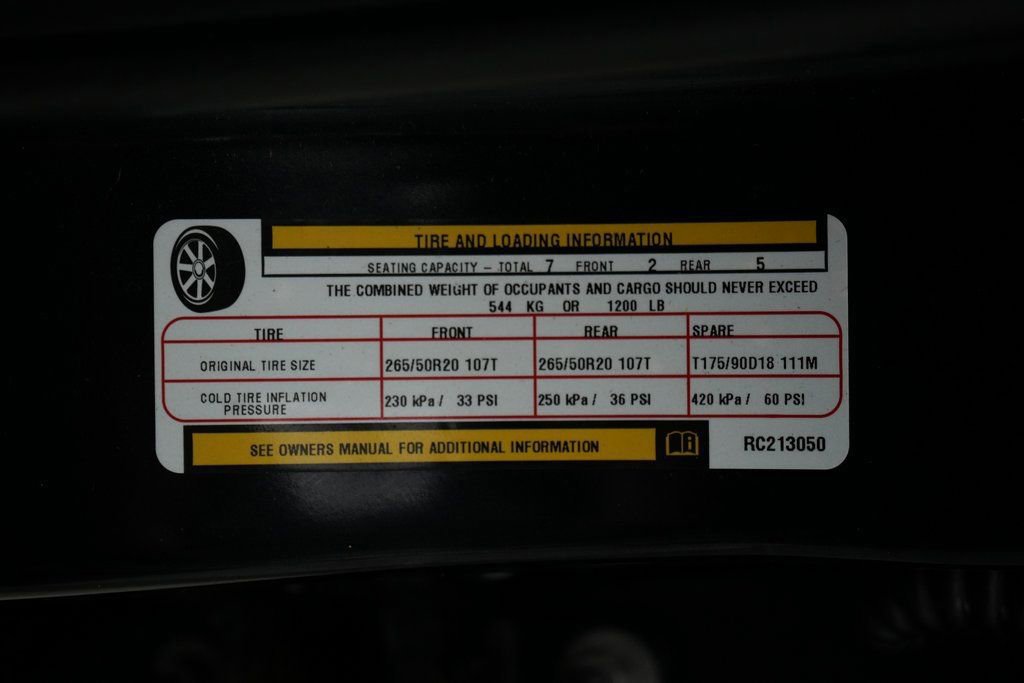 TIRE AND LOADING INFORMATION
SEATING CAPACITY – TOTAL 7 FRONT 2 REAR 5
THE COMBINED WEIGHT OF OCCUPANTS AND CARGO SHOULD NEVER EXCEED
544 KG OR 1200 LB
TIRE FRONT REAR SPARE
ORIGINAL TIRE SIZE 265/50R20 107T 265/50R20 107T T175/90D18 111M
COLD TIRE INFLATION PRESSURE 230 kPa / 33 PSI 250 kPa / 36 PSI 420 kPa / 60 PSI
SEE OWNERS MANUAL FOR ADDITIONAL INFORMATION RC213050